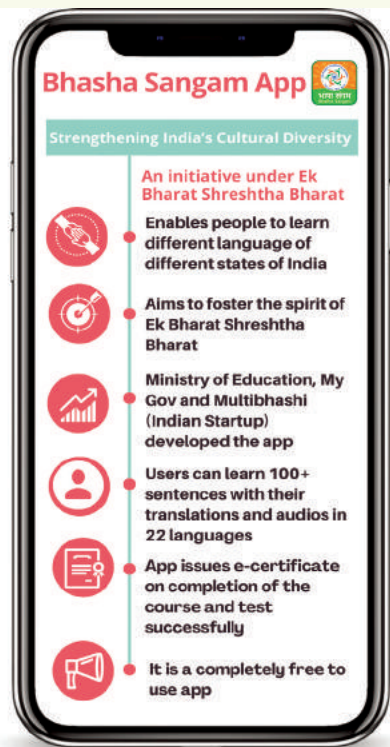 Bhasha Sangam App
भाषा संगम
Bhasha Sangam
Strengthening India's Cultural Diversity
An initiative under Ek
Bharat Shreshtha Bharat
Enables people to learn
different language of
different states of India
Aims to foster the spirit of
Ek Bharat Shreshtha
Bharat
Ministry of Education, My
Gov and Multibhashi
(Indian Startup)
developed the app
Users can learn 100+
sentences with their
translations and audios in
22 languages
App issues e-certificate
on completion of the
course and test
successfully
It is a completely free to
use app